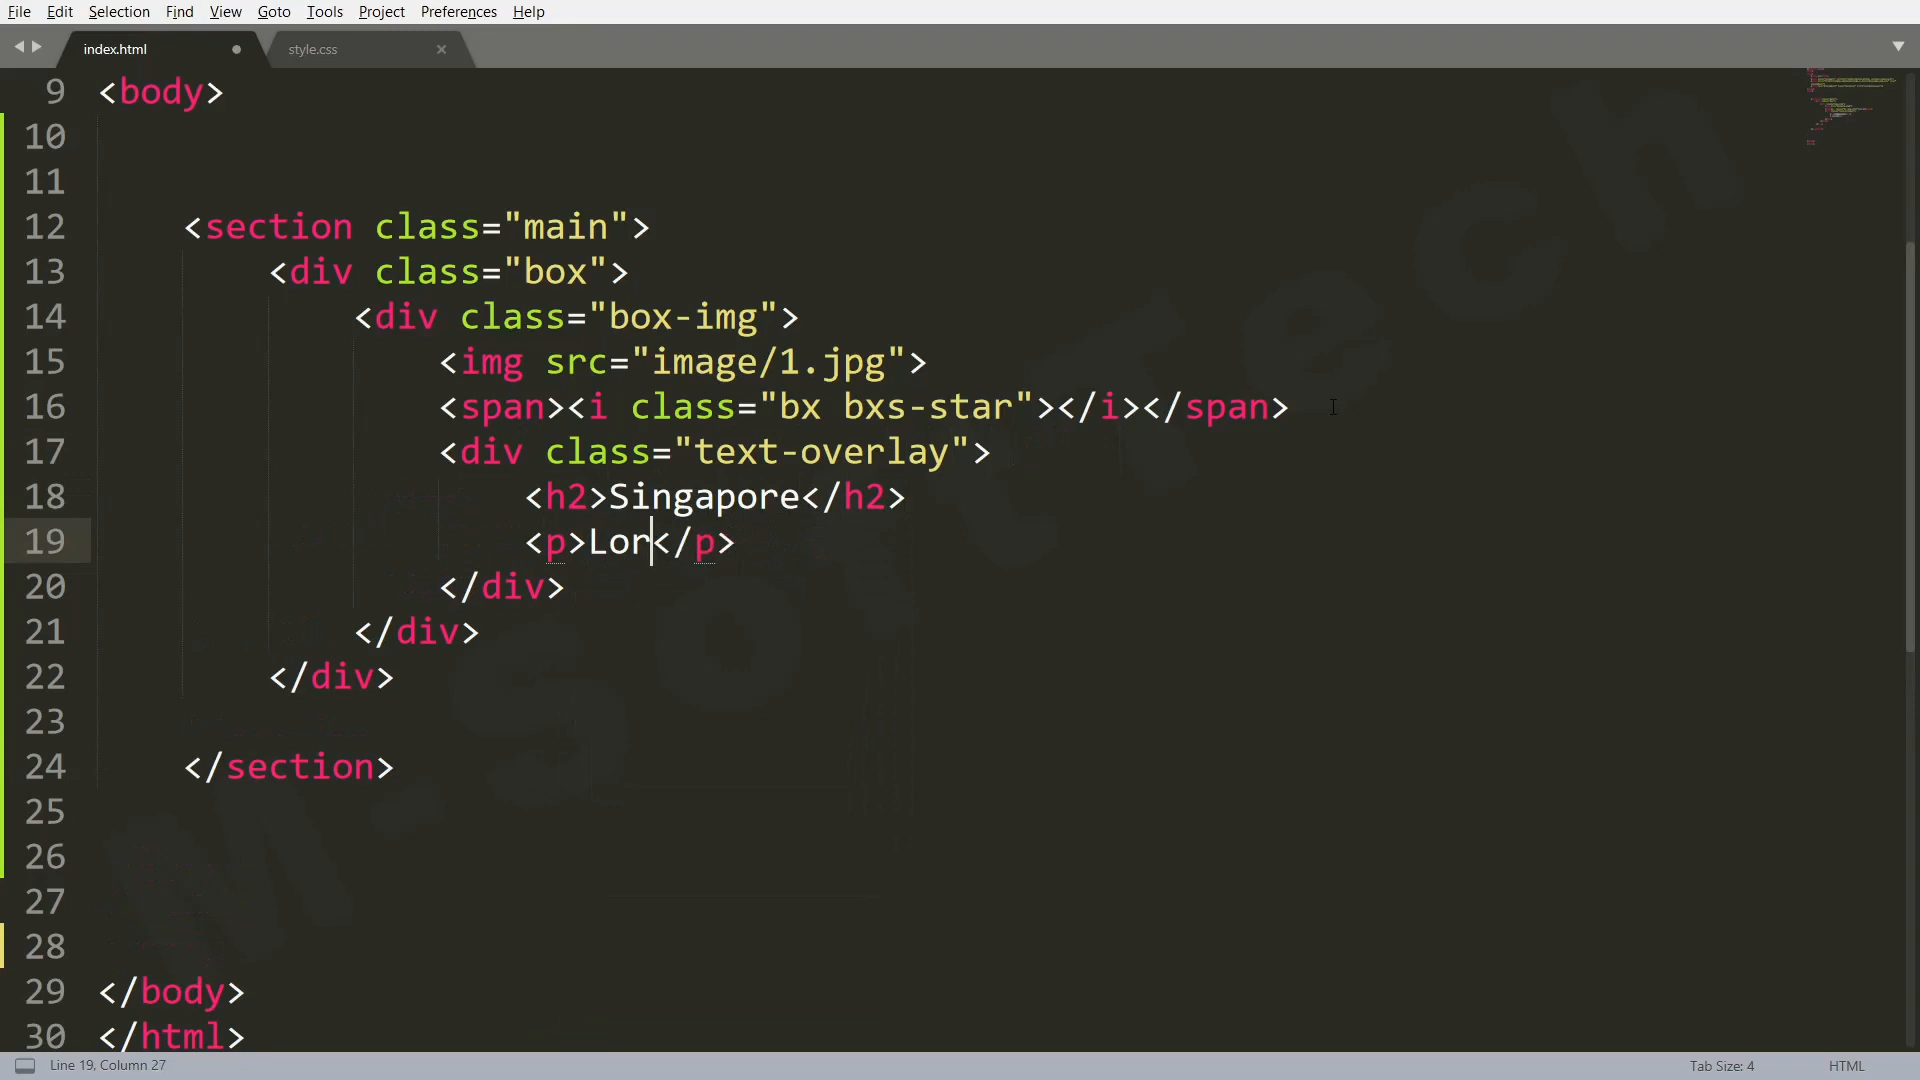 File Edit Selection Find View Goto Tools Project Preferences Help
index.html style.css
9 <body>
10
11
12 <section class="main">
13 <div class="box">
14 <div class="box-img">
15 <img src="image/1.jpg">
16 <span><i class="bx bxs-star"></i></span>
17 <div class="text-overlay">
18 <h2>Singapore</h2>
19 <p>Lor</p>
20 </div>
21 </div>
22 </div>
23
24 </section>
25
26
27
28
29 </body>
30 </html>
Line 19, Column 27 Tab Size: 4 HTML